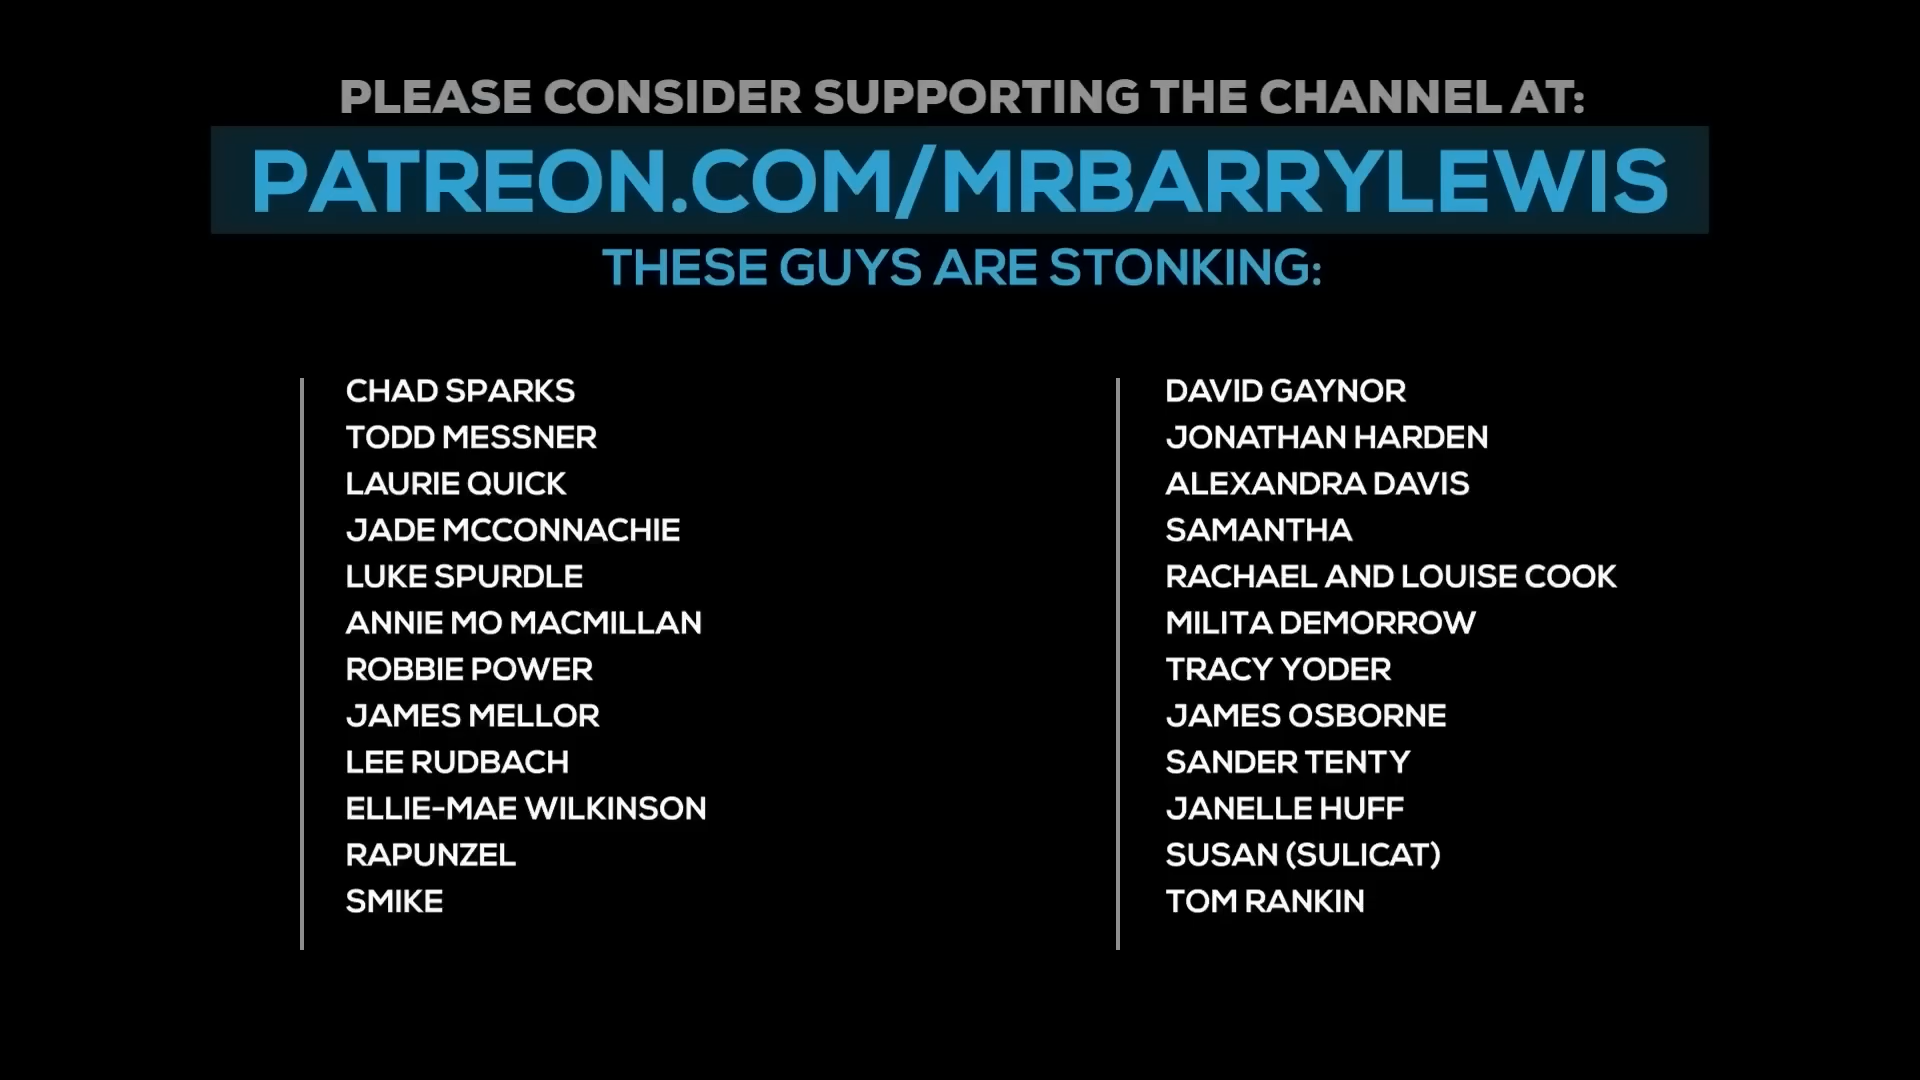 PLEASE CONSIDER SUPPORTING THE CHANNEL AT:
PATREON.COM/MRBARRYLEWIS
THESE GUYS ARE STONKING:
CHAD SPARKS
TODD MESSNER
LAURIE QUICK
JADE MCCONNACHIE
LUKE SPURDLE
ANNIE MO MACMILLAN
ROBBIE POWER
JAMES MELLOR
LEE RUDBACH
ELLIE-MAE WILKINSON
RAPUNZEL
SMIKE
DAVID GAYNOR
JONATHAN HARDEN
ALEXANDRA DAVIS
SAMANTHA
RACHAEL AND LOUISE COOK
MILITA DEMORROW
TRACY YODER
JAMES OSBORNE
SANDER TENTY
JANELLE HUFF
SUSAN (SULICAT)
TOM RANKIN